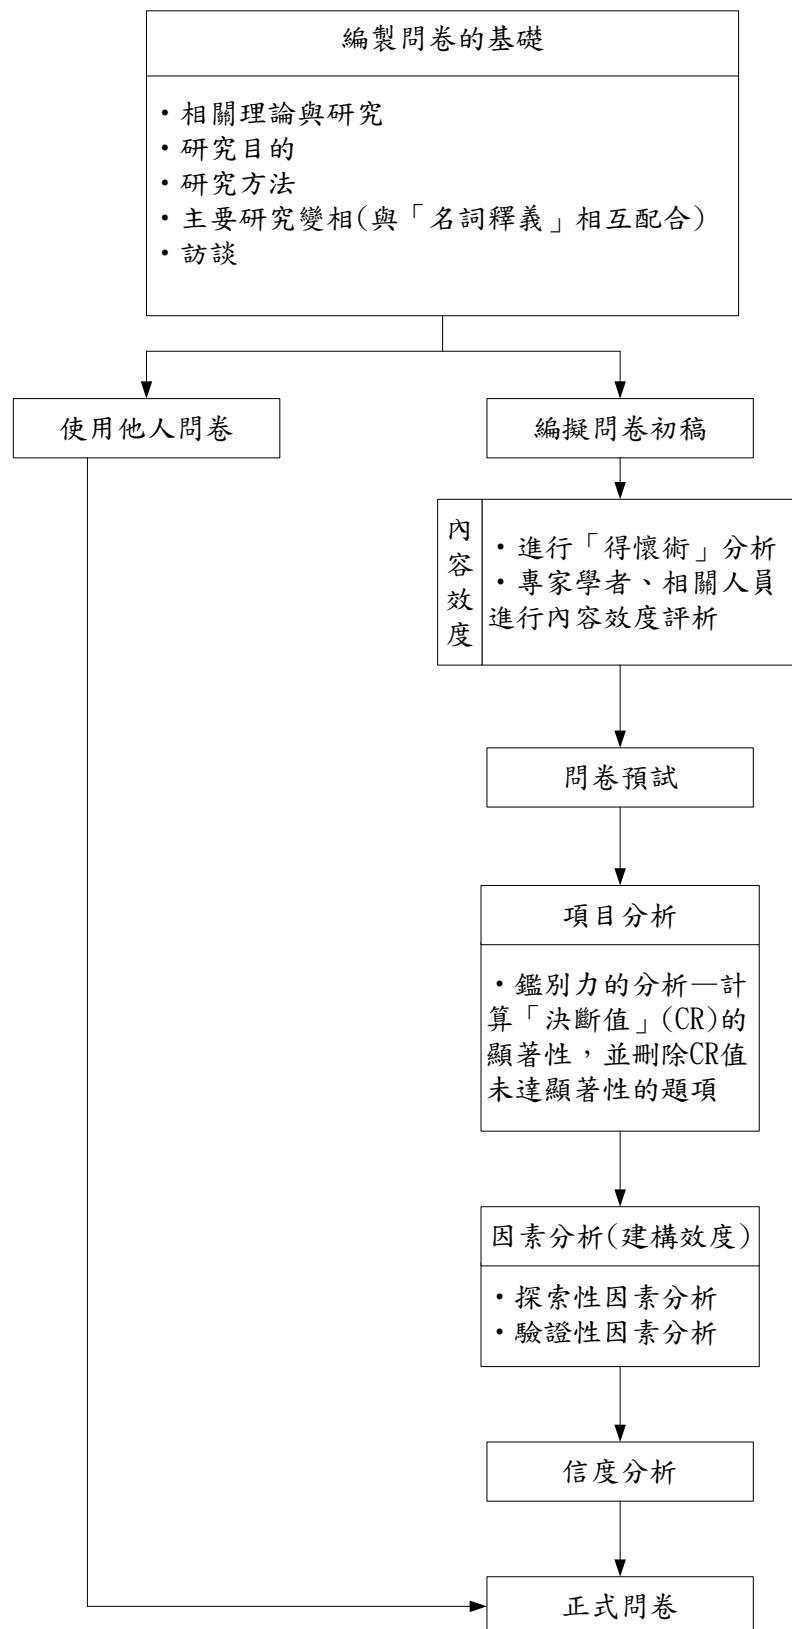 編製問卷的基礎
・相關理論與研究
・研究目的
・研究方法
・主要研究變相(與「名詞釋義」相互配合)
・訪談
使用他人問卷
編擬問卷初稿
內容效度
・進行「得懷術」分析
・專家學者、相關人員
進行內容效度評析
問卷預試
項目分析
・鑑別力的分析—計
算「決斷值」(CR)的
顯著性，並刪除CR值
未達顯著性的題項
因素分析(建構效度)
・探索性因素分析
・驗證性因素分析
信度分析
正式問卷